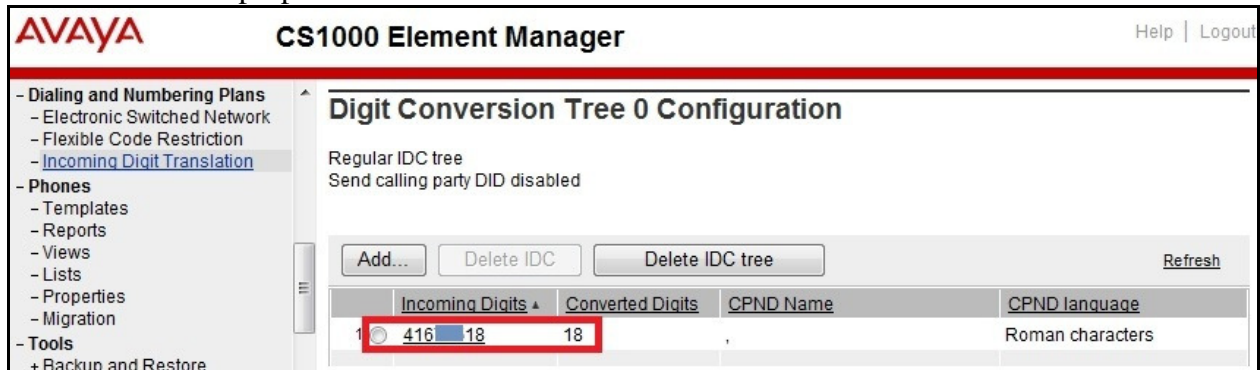 AVAYA CS1000 Element Manager Help | Logout
- Dialing and Numbering Plans
- Electronic Switched Network
- Flexible Code Restriction
- Incoming Digit Translation
- Phones
- Templates
- Reports
- Views
- Lists
- Properties
- Migration
- Tools
+ Backup and Restore
Digit Conversion Tree 0 Configuration
Regular IDC tree
Send calling party DID disabled
Add... Delete IDC Delete IDC tree Refresh
Incoming Digits Converted Digits CPND Name CPND language
1 416 18 18 , Roman characters